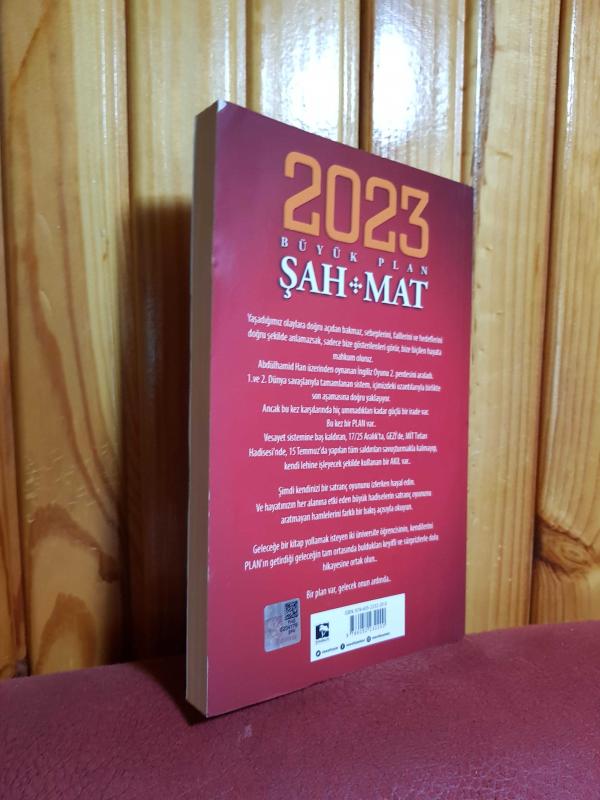 2023
BÜYÜK PLAN
ŞAH MAT
Yaşadığımız olaylara doğru açıdan bakmaz, sebeplerini, faillerini ve hedeflerini
doğru şekilde anlamazsak, sadece bize gösterilenleri görür, bize biçilen hayata
mahkum oluruz.
Abdülhamid Han üzerinden oynanan İngiliz Oyunu 2. perdesini araladı.
1. ve 2. Dünya savaşlarıyla tamamlanan sistem, içimizdeki uzantılarıyla birlikte
son aşamasına doğru yaklaşıyor.
Ancak bu kez karşılarında hiç ummadıkları kadar güçlü bir irade var.
Bu kez bir PLAN var..
Vesayet sistemine baş kaldıran, 17/25 Aralık'ta, GEZİ'de, MİT Tırları
Hadisesi'nde, 15 Temmuz'da yapılan tüm saldırıları savuşturmakla kalmayıp,
kendi lehine işleyecek şekilde kullanan bir AKIL var..
Şimdi kendinizi bir satranç oyununu izlerken hayal edin.
Ve hayatınızın her alanına etki eden büyük hadiselerin satranç oyununu
aratmayan hamlelerini farklı bir bakış açısıyla okuyun.
Geleceğe bir kitap yollamak isteyen iki üniversite öğrencisinin, kendilerini
PLAN'ın getirdiği geleceğin tam ortasında buldukları keyifli ve sürprizlerle dolu
hikayesine ortak olun..
Bir plan var, gelecek onun ardında..